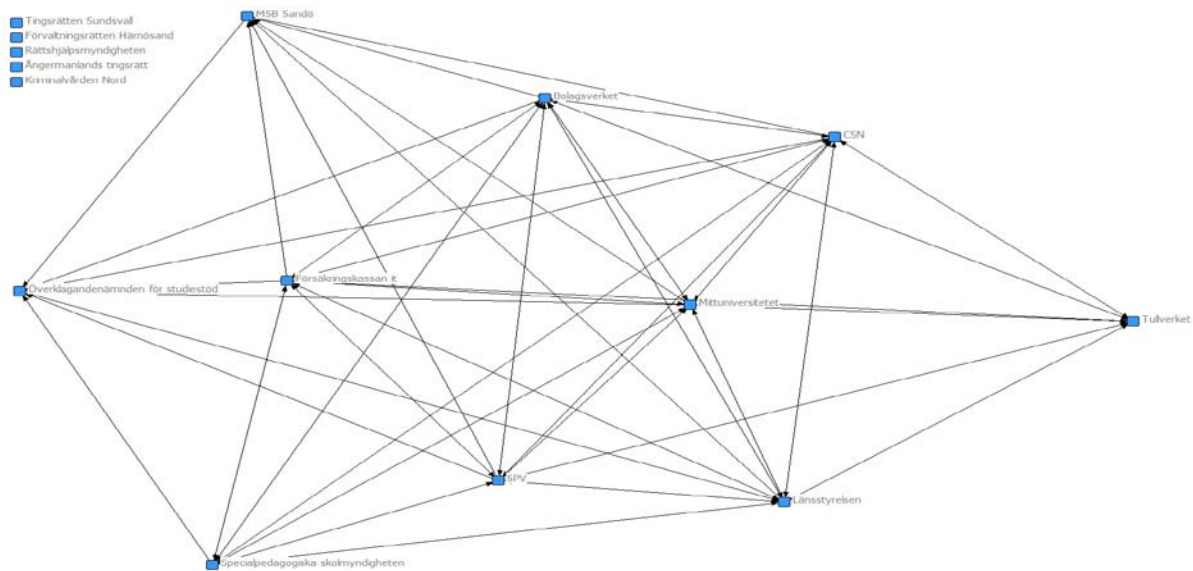 Tingsrätten Sundsvall
Förvaltningsrätten Härnösand
Rättshjälpsmyndigheten
Ångermanlands tingsrätt
Kriminalvården Nord
MSB Sandö
Bolagsverket
CSN
Försäkringskassan it
Överklagandenämnden för studiestöd
Mittuniversitetet
Tullverket
SPV
Länsstyrelsen
Specialpedagogiska skolmyndigheten